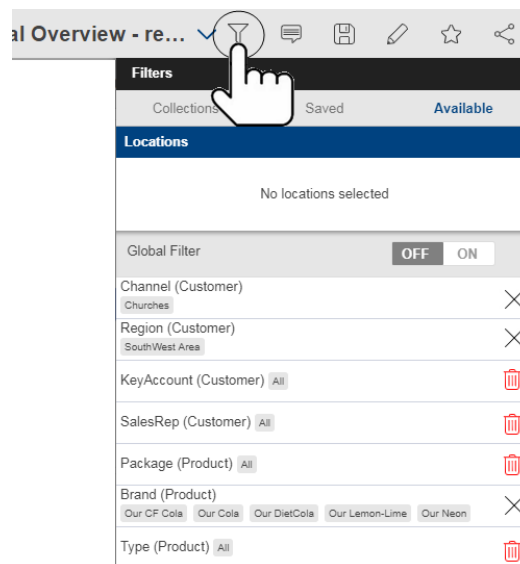 al Overview - re...
Filters
Collections Saved Available
Locations
No locations selected
Global Filter OFF ON
Channel (Customer)
Churches
Region (Customer)
SouthWest Area
KeyAccount (Customer) All
SalesRep (Customer) All
Package (Product) All
Brand (Product)
Our CF Cola Our Cola Our DietCola Our Lemon-Lime Our Neon
Type (Product) All